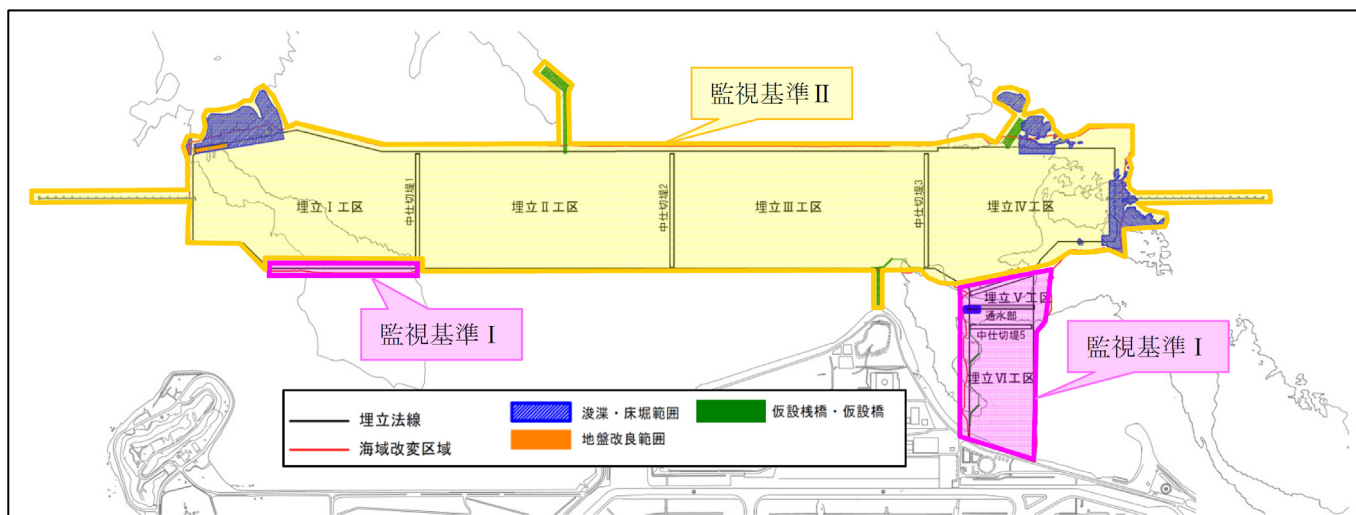 監視基準Ⅱ
埋立Ⅰ工区
中仕切堤1
埋立Ⅱ工区
中仕切堤2
埋立Ⅲ工区
中仕切堤3
埋立Ⅳ工区
監視基準Ⅰ
埋立Ⅴ工区
通水部
中仕切堤5
埋立Ⅵ工区
監視基準Ⅰ
埋立法線
浚渫・床堀範囲
仮設桟橋・仮設橋
海域改変区域
地盤改良範囲